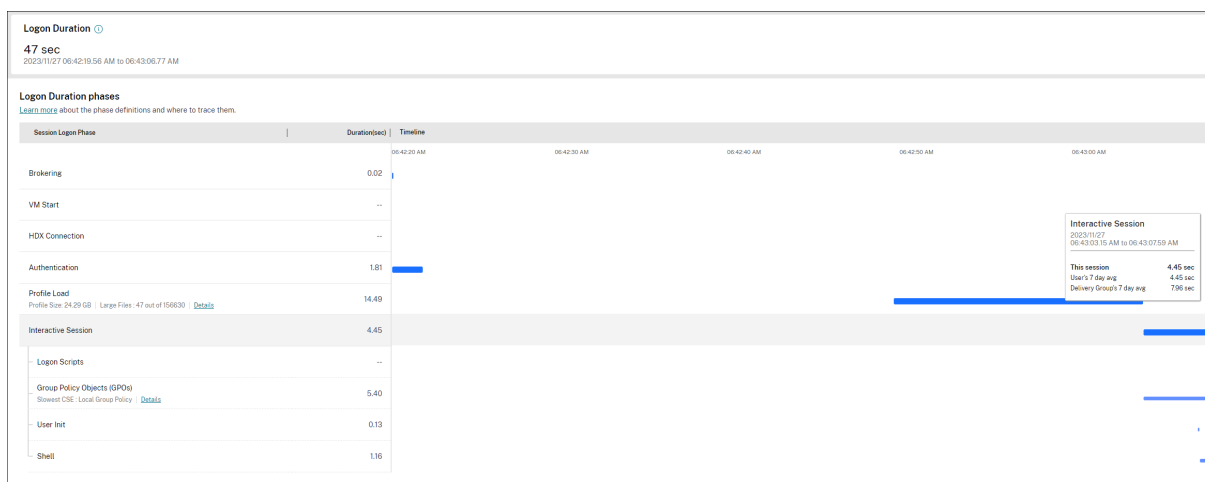 Logon Duration
47 sec
2023/11/27 06:42:19.56 AM to 06:43:06.77 AM
Logon Duration phases
Learn more about the phase definitions and where to trace them.
Session Logon Phase | Duration(sec) | Timeline
06:42:20 AM 06:42:30 AM 06:42:40 AM 06:42:50 AM 06:43:00 AM
Brokering 0.02
VM Start --
HDX Connection --
Authentication 1.81
Profile Load 14.49
Profile Size: 24.29 GB | Large Files : 47 out of 156630 | Details
Interactive Session 4.45
Logon Scripts --
Group Policy Objects (GPOs) 5.40
Slowest CSE : Local Group Policy | Details
User Init 0.13
Shell 1.16
Interactive Session
2023/11/27
06:43:03.15 AM to 06:43:07.59 AM
This session 4.45 sec
User's 7 day avg 4.45 sec
Delivery Group's 7 day avg 7.96 sec